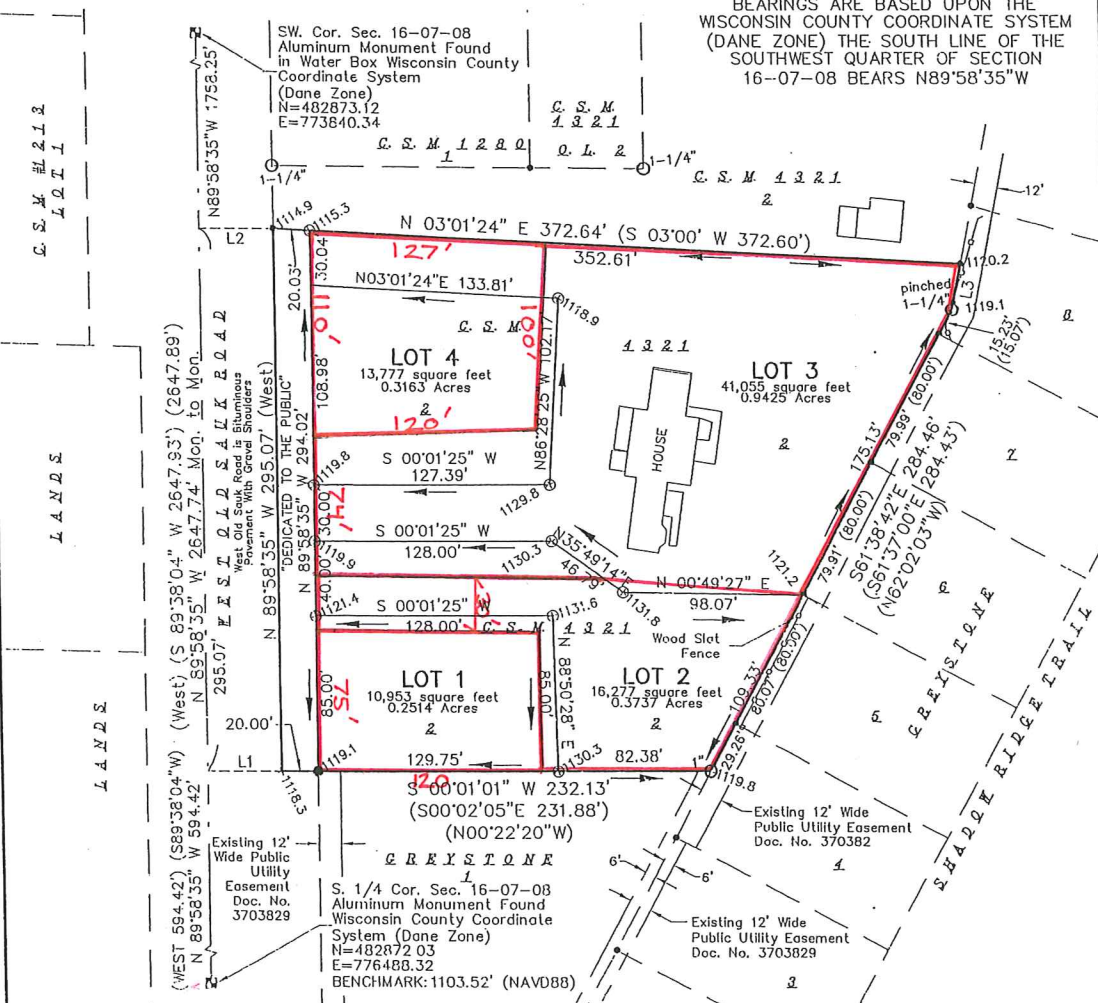 BEARINGS ARE BASED UPON THE
WISCONSIN COUNTY COORDINATE SYSTEM
(DANE ZONE) THE SOUTH LINE OF THE
SOUTHWEST QUARTER OF SECTION
16-07-08 BEARS N89°58'35"W
SW. Cor. Sec. 16-07-08
Aluminum Monument Found
in Water Box Wisconsin County
Coordinate System
(Dane Zone)
N=482873.12
E=773840.34
N89°58'35"W 1758.25'
C. S. M.
LOT 1
C. S. M. 1280
1
C. S. M.
4321
O. L. 2
1-1/4"
1-1/4"
C. S. M. 4321
2
12'
1114.9
1115.3
L2
N 03°01'24" E 372.64' (S 03°00' W 372.60')
127'
352.61'
1120.2
pinched
1-1/4"
L3
1119.1
15.23'
(15.07')
8
20.03'
30.04'
N03°01'24"E 133.81'
1118.9
110'
C. S. M.
100'
4321
LOT 4
13,777 square feet
0.3163 Acres
2
LOT 3
41,055 square feet
0.9425 Acres
2
108.98'
120'
N86°28'25"W 102.17'
HOUSE
79.99' (80.00')
175.13'
7
S61°38'42"E 284.46'
(S61°37'00"E 284.43')
(N62°02'03"W)
79.91' (80.00')
WEST OLD SAUK ROAD
West Old Sauk Road is Bituminous
Pavement With Gravel Shoulders
"DEDICATED TO THE PUBLIC"
N 89°58'35" W 294.02'
N 89°58'35" W 295.07' (West)
(West) (S 89°38'04" W 2647.93') (2647.89')
N 89°58'35" W 2647.74' Mon. to Mon.
295.07'
LANDS
LANDS
1119.8
S 00°01'25" W
127.39'
1129.8
74'
30.00'
S 00°01'25" W
128.00'
1119.9
1130.3
N35°49'14"E
N 00°49'27" E
98.07'
1131.8
1121.2
6
40.00'
1121.4
S 00°01'25" W
128.00'
1131.6
C. S. M. 4321
Wood Slat
Fence
LOT 1
10,953 square feet
0.2514 Acres
2
85.00'
75'
85.00'
N 88°50'28" E
LOT 2
16,277 square feet
0.3737 Acres
2
109.33'
80.07' (80.00')
5
GREYSTONE
SHADOW RIDGE TRAIL
20.00'
L1
1119.1
1118.3
129.75'
120
1130.3
82.38'
1"
29.26'
1119.8
S 00°01'01" W 232.13'
(S00°02'05"E 231.88')
(N00°22'20"W)
GREYSTONE
1
Existing 12'
Wide Public
Utility
Easement
Doc. No.
3703829
Existing 12' Wide
Public Utility Easement
Doc. No. 370382
4
6'
6'
(WEST 594.42') (S89°38'04"W)
N 89°58'35" W 594.42'
S. 1/4 Cor. Sec. 16-07-08
Aluminum Monument Found
Wisconsin County Coordinate
System (Dane Zone)
N=482872.03
E=776488.32
BENCHMARK: 1103.52' (NAVD88)
Existing 12' Wide
Public Utility Easement
Doc. No. 3703829
3